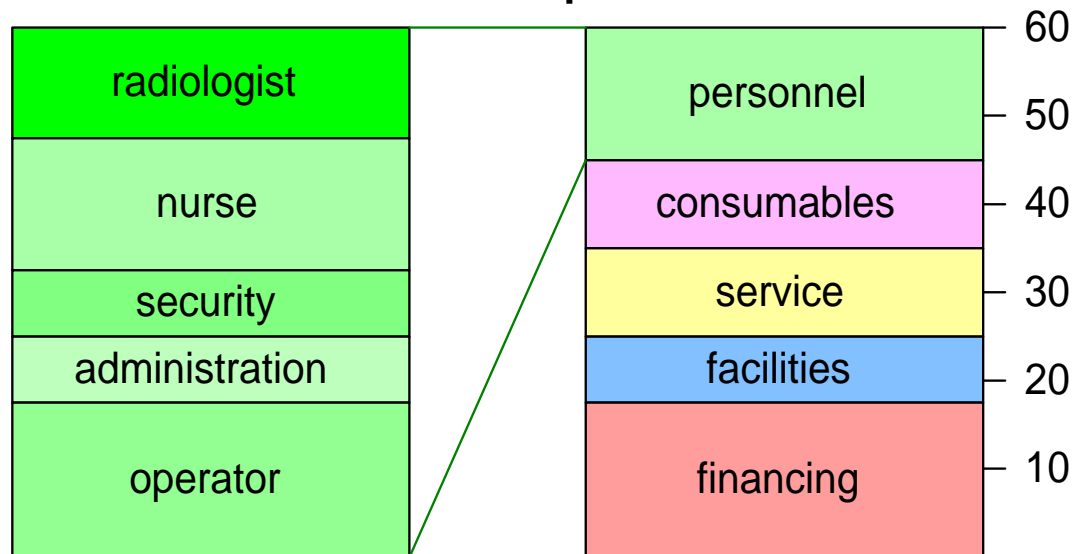 radiologist
nurse
security
administration
operator
personnel
consumables
service
facilities
financing
60
50
40
30
20
10